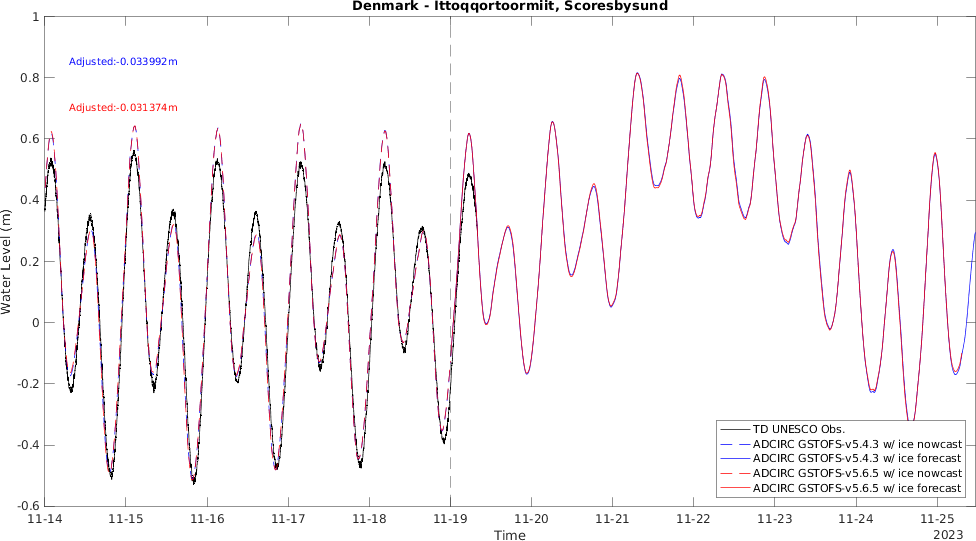 Denmark - Ittoqqortoormiit, Scoresbysund
Adjusted:-0.033992m
Adjusted:-0.031374m
Water Level (m)
1
0.8
0.6
0.4
0.2
0
-0.2
-0.4
-0.6
TD UNESCO Obs.
ADCIRC GSTOFS-v5.4.3 w/ ice nowcast
ADCIRC GSTOFS-v5.4.3 w/ ice forecast
ADCIRC GSTOFS-v5.6.5 w/ ice nowcast
ADCIRC GSTOFS-v5.6.5 w/ ice forecast
11-14 11-15 11-16 11-17 11-18 11-19 11-20 11-21 11-22 11-23 11-24 11-25
Time
2023